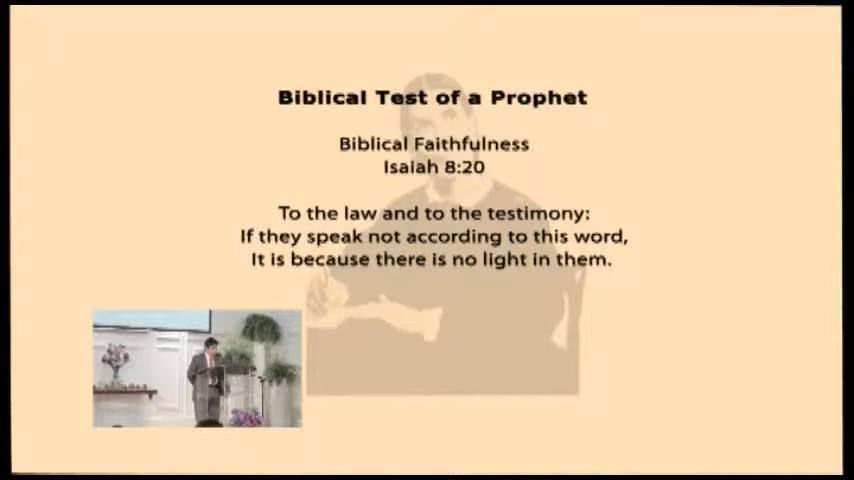 Biblical Test of a Prophet
Biblical Faithfulness
Isaiah 8:20
To the law and to the testimony:
If they speak not according to this word,
It is because there is no light in them.